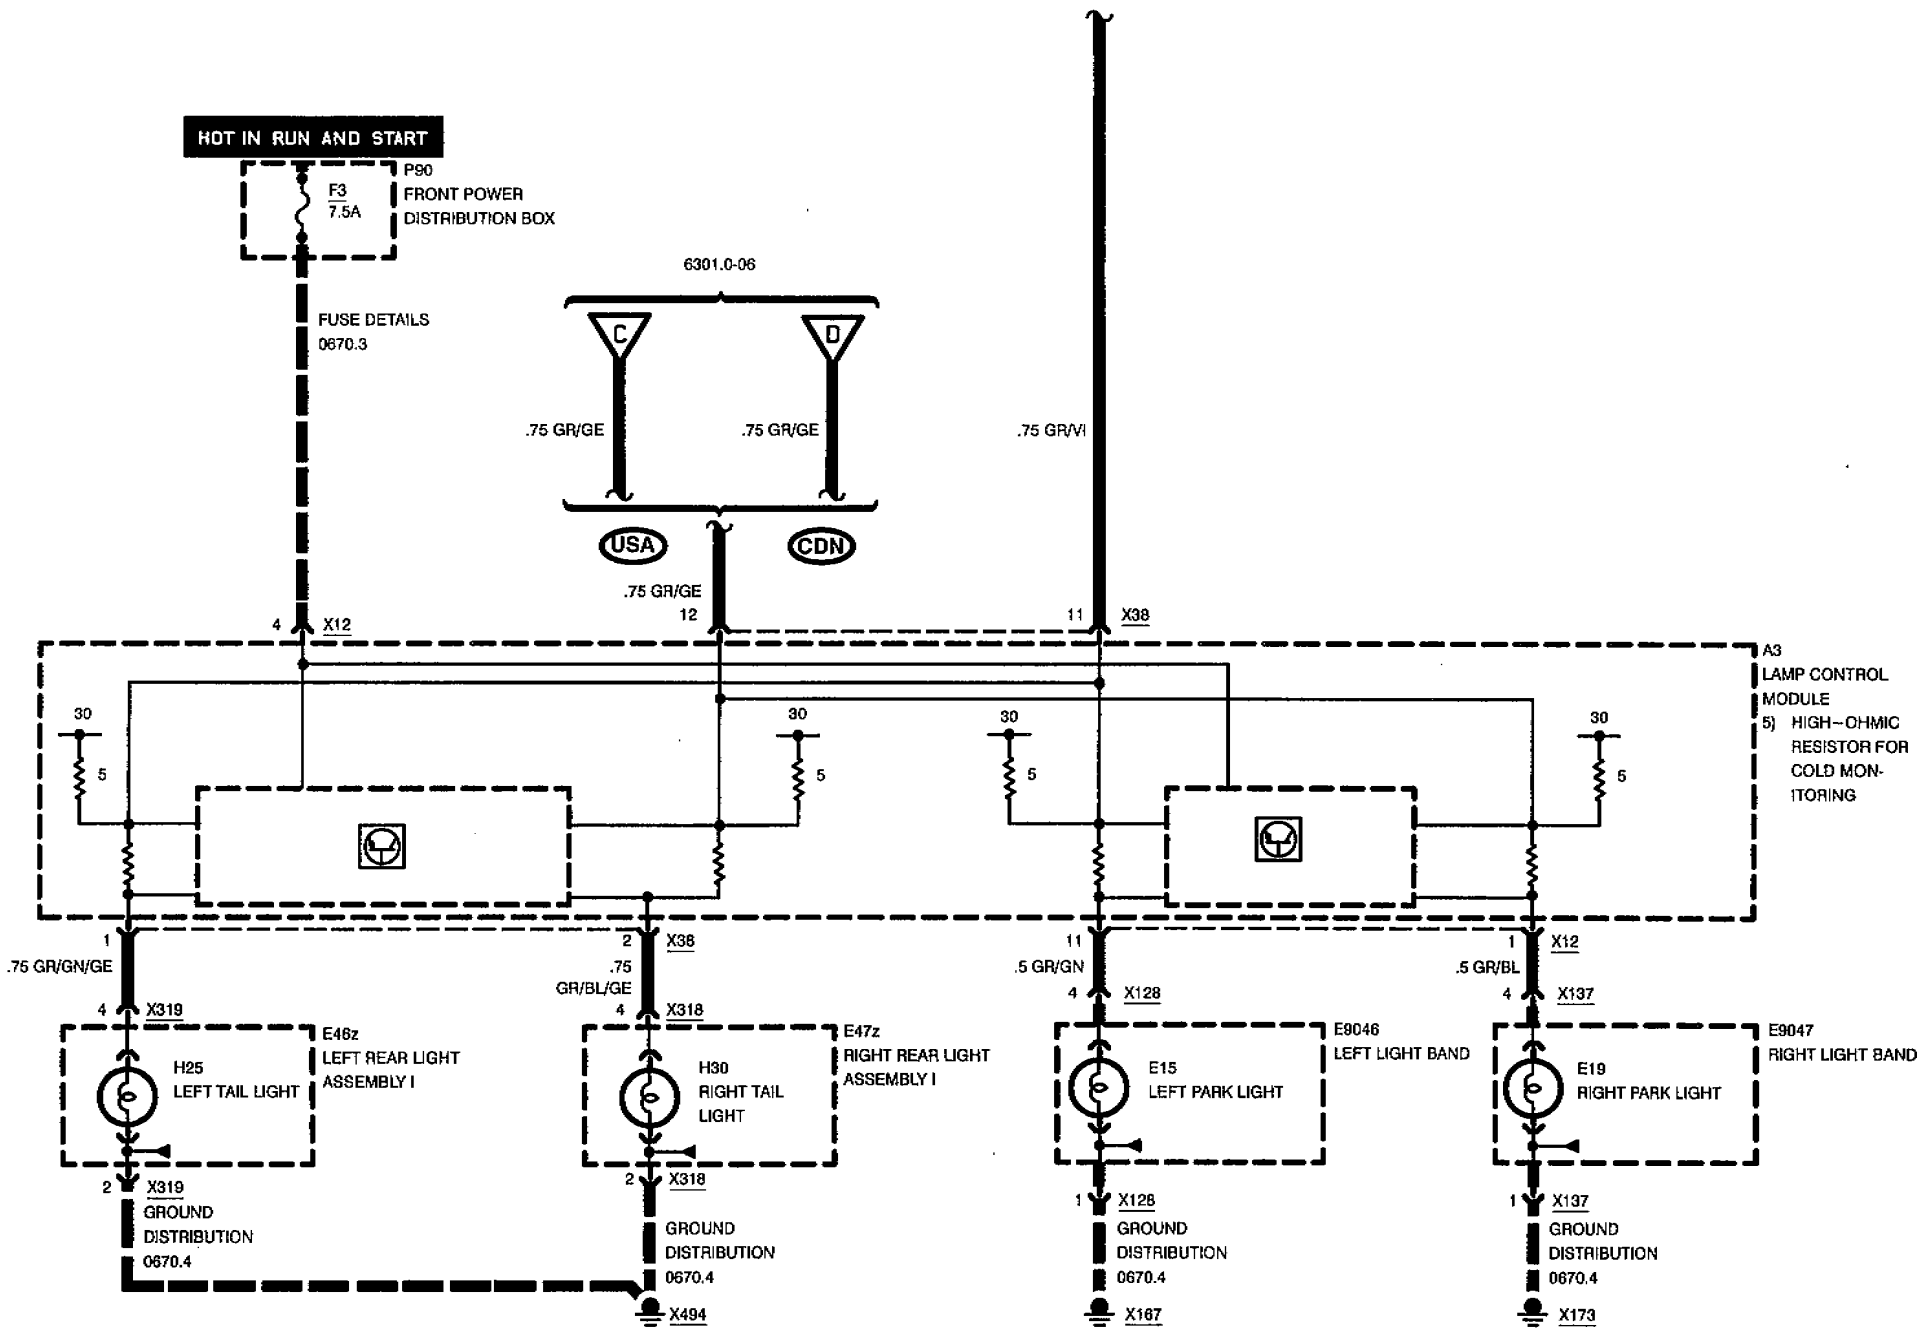 HOT IN RUN AND START
P90
FRONT POWER
DISTRIBUTION BOX
F3
7.5A
FUSE DETAILS
0670.3
6301.0-06
C
D
.75 GR/GE
.75 GR/GE
.75 GR/VI
USA
CDN
.75 GR/GE
4
X12
12
11
X38
A3
LAMP CONTROL
MODULE
5) HIGH-OHMIC
RESISTOR FOR
COLD MON-
ITORING
30
30
30
30
5
5
5
5
1
2
X38
11
1
X12
.75 GR/GN/GE
.75
GR/BL/GE
.5 GR/GN
.5 GR/BL
4
X319
4
X318
4
X128
4
X137
E46z
LEFT REAR LIGHT
ASSEMBLY I
H25
LEFT TAIL LIGHT
E47z
RIGHT REAR LIGHT
ASSEMBLY I
H30
RIGHT TAIL
LIGHT
E9046
LEFT LIGHT BAND
E15
LEFT PARK LIGHT
E9047
RIGHT LIGHT BAND
E19
RIGHT PARK LIGHT
2
X319
GROUND
DISTRIBUTION
0670.4
2
X318
GROUND
DISTRIBUTION
0670.4
X494
1
X128
GROUND
DISTRIBUTION
0670.4
X167
1
X137
GROUND
DISTRIBUTION
0670.4
X173